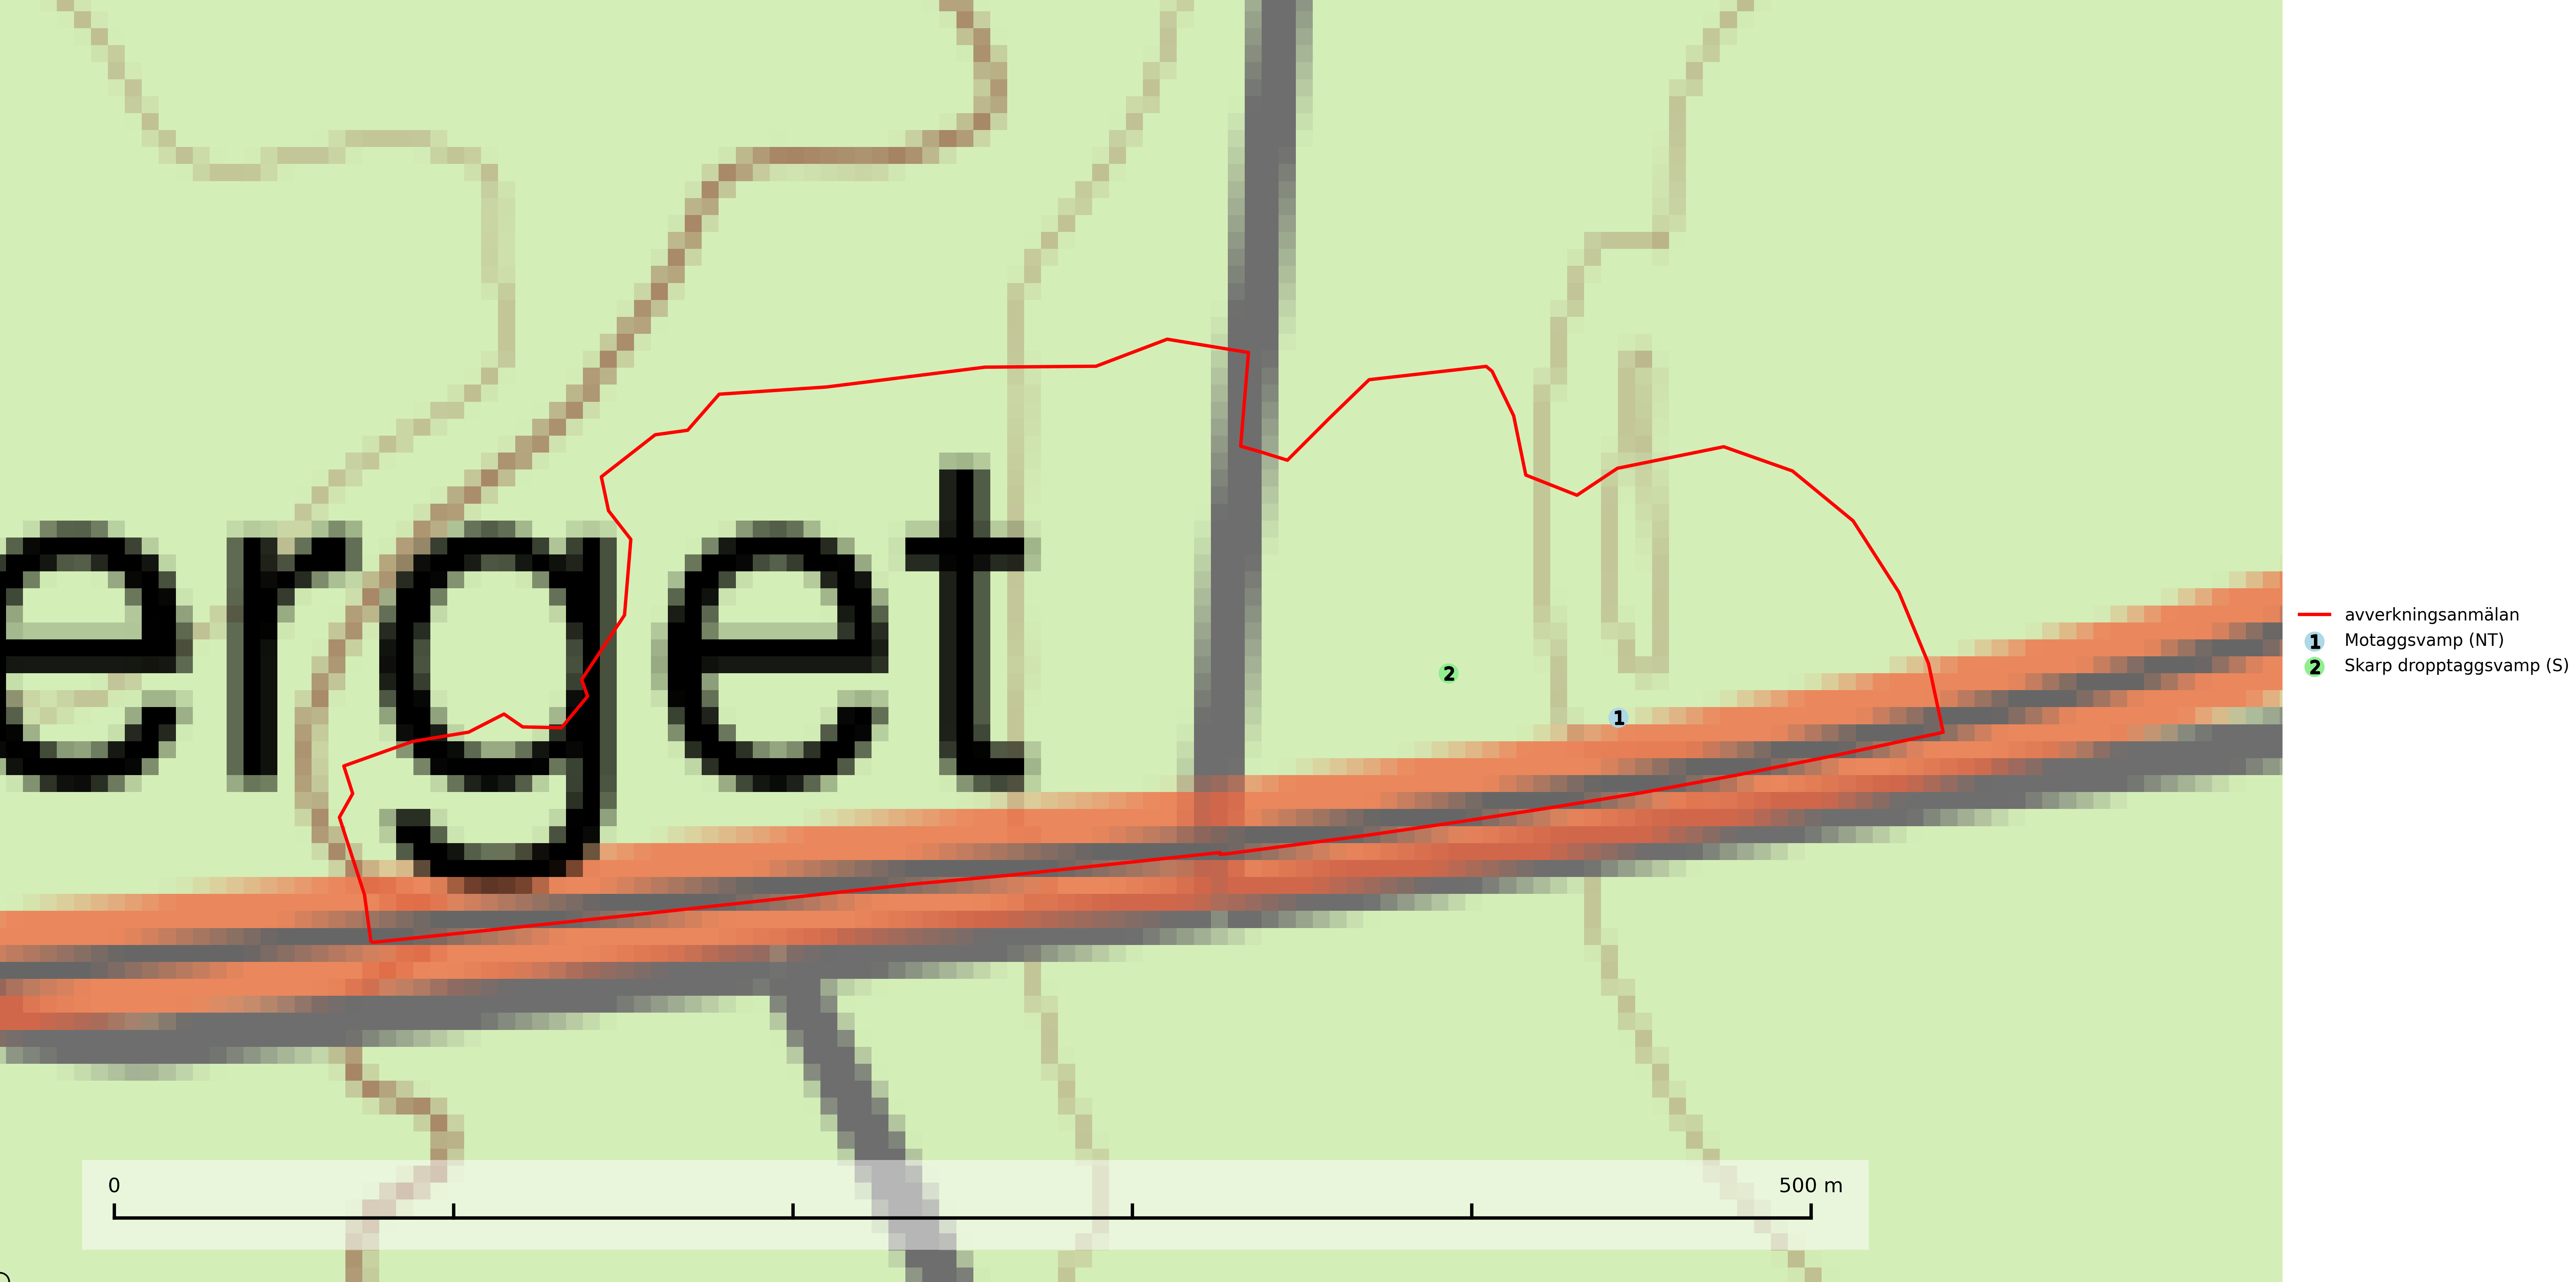 erget
2
1
0
500 m
avverkningsanmälan
1 Motaggsvamp (NT)
2 Skarp dropptaggsvamp (S)